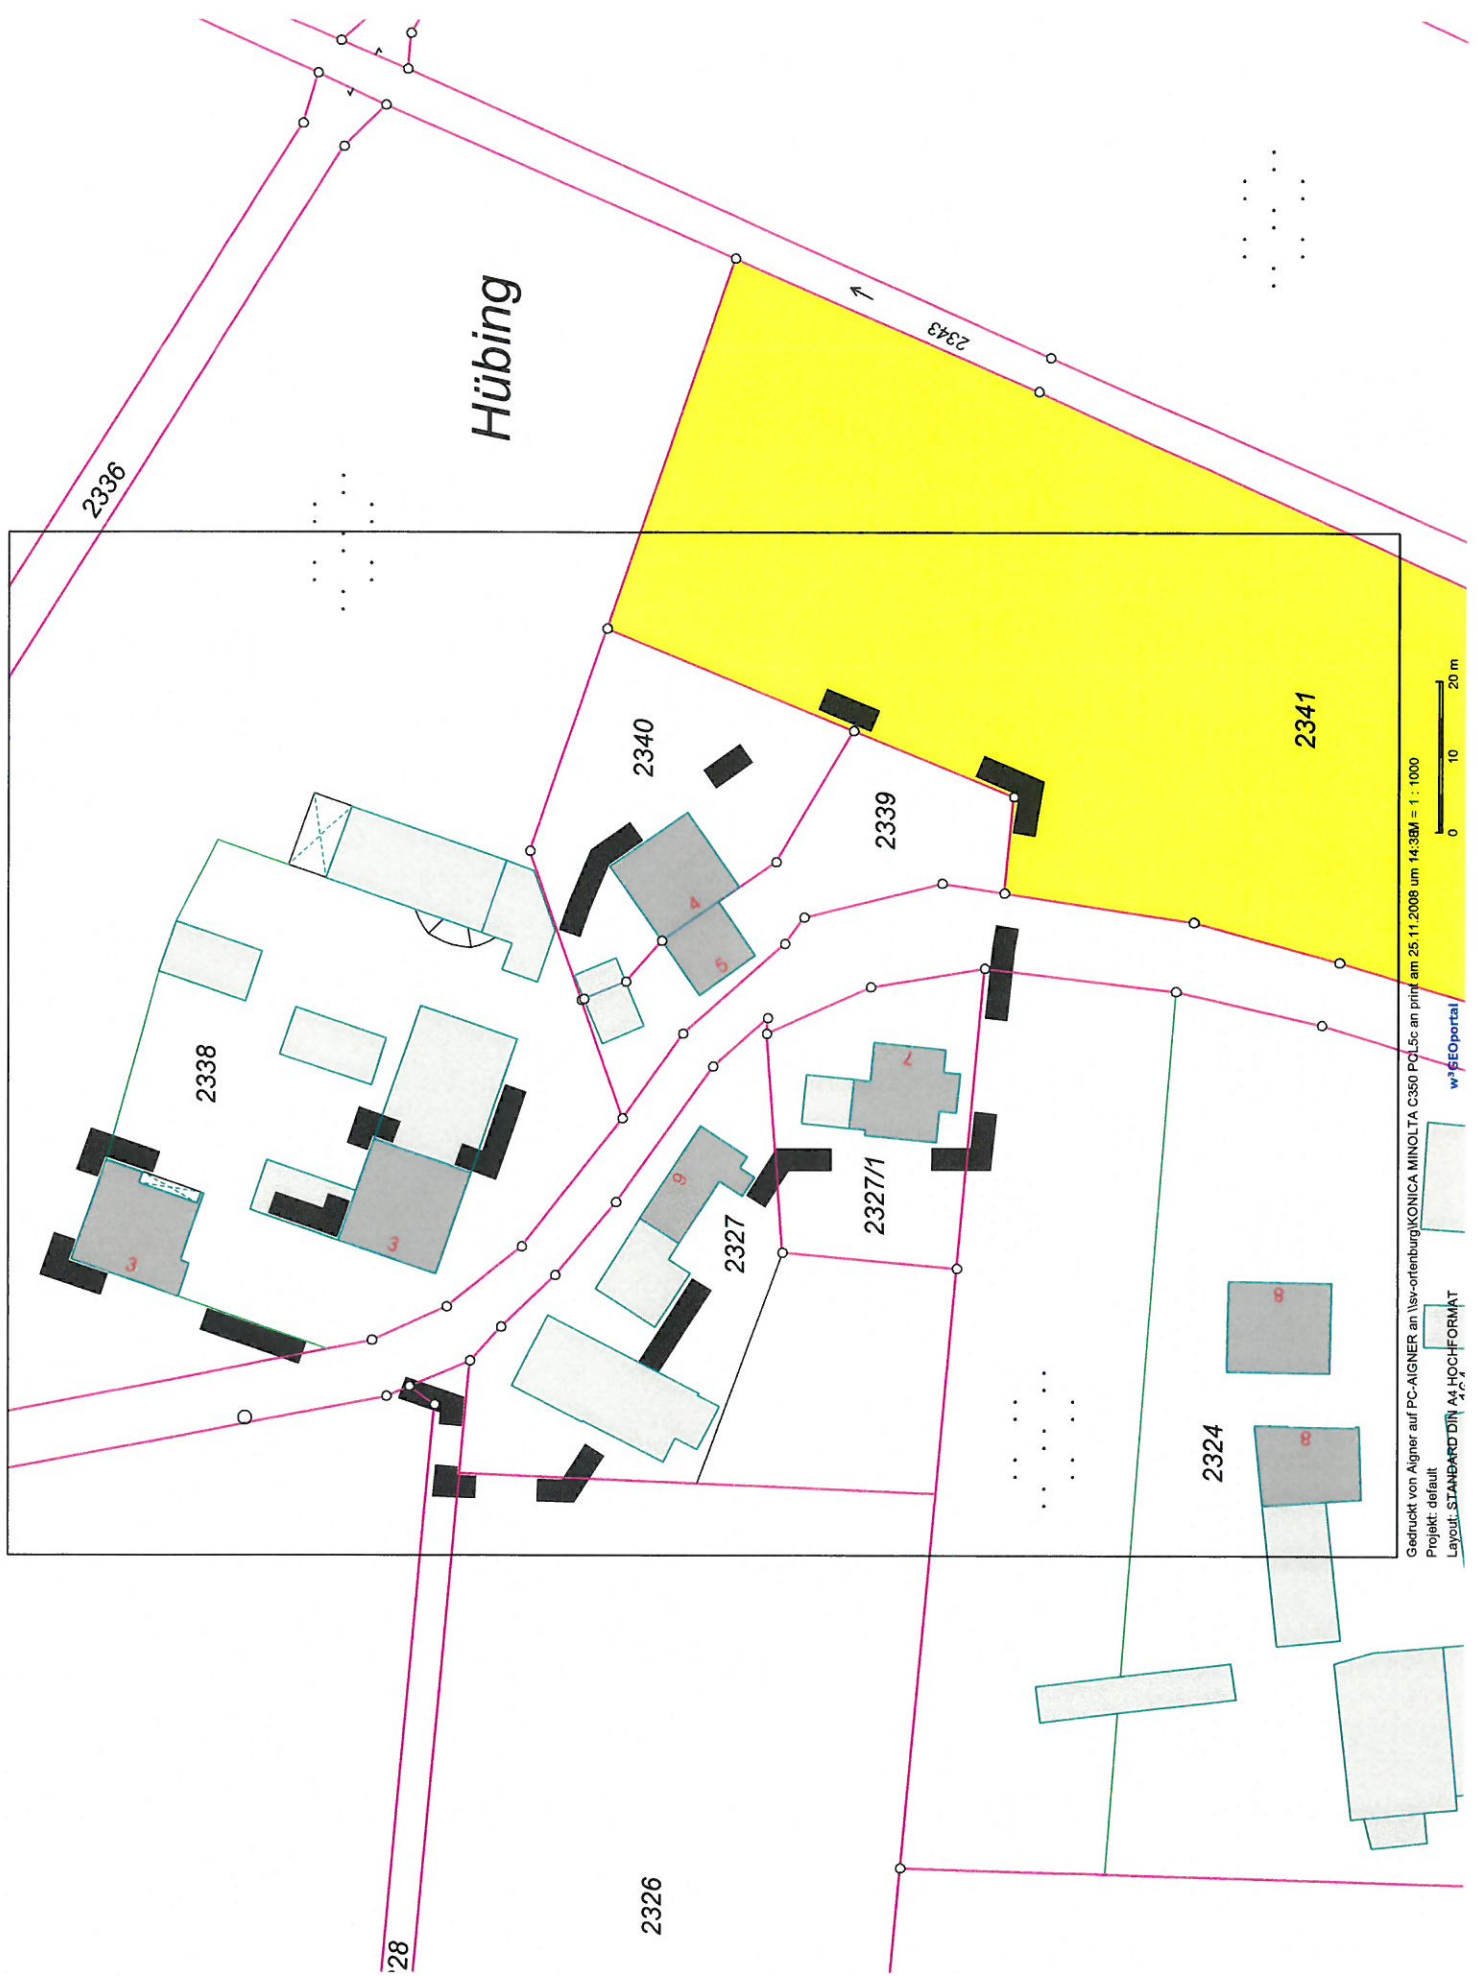 Hübing
2336
2343
2340
2339
2341
2338
4
5
3
3
7
6
2327
2327/1
2324
8
8
2326
28
Gedruckt von Aigner auf PC-AIGNER an \\sv-ortenburg\KONICA MINOLTA C350 PCL5c an print am 25.11.2008 um 14:38
M = 1 : 1000
Projekt: default
Layout: STANDARD DIN A4 HOCHFORMAT
0 10 20 m
w³GEOportal